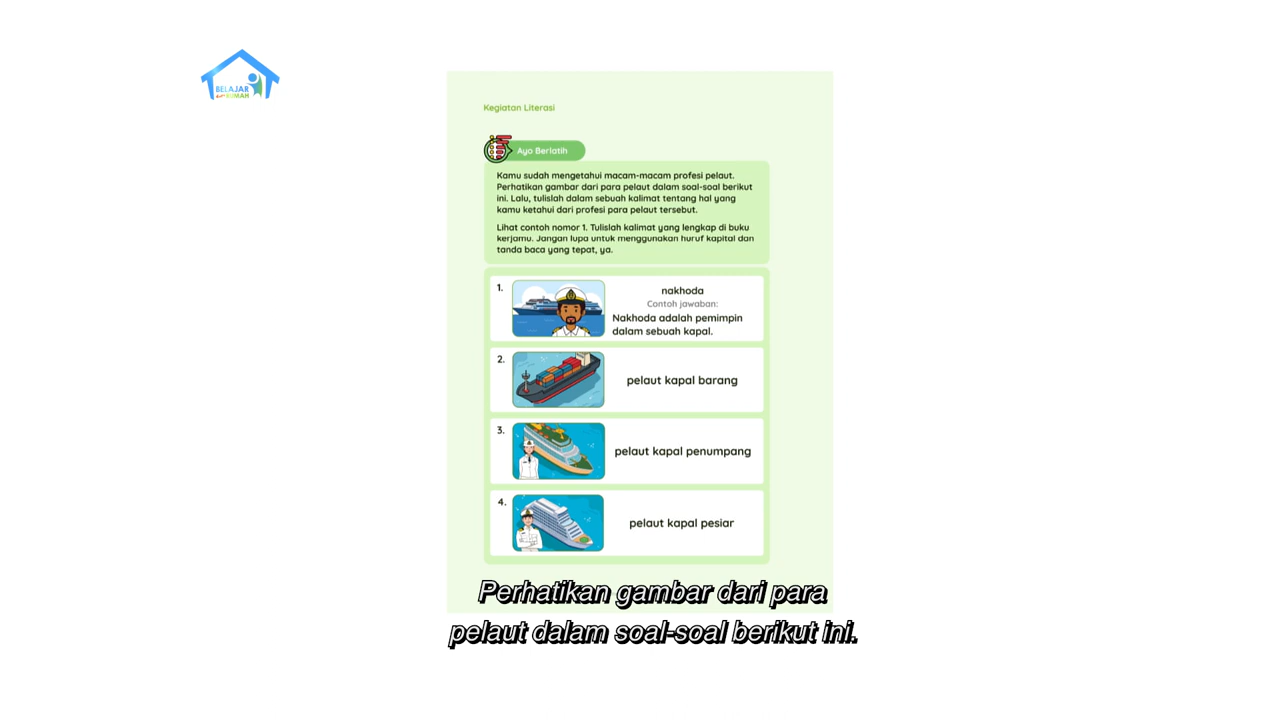 BELAJAR
dari RUMAH
Kegiatan Literasi
Ayo Berlatih
Kamu sudah mengetahui macam-macam profesi pelaut.
Perhatikan gambar dari para pelaut dalam soal-soal berikut
ini. Lalu, tulislah dalam sebuah kalimat tentang hal yang
kamu ketahui dari profesi para pelaut tersebut.
Lihat contoh nomor 1. Tulislah kalimat yang lengkap di buku
kerjamu. Jangan lupa untuk menggunakan huruf kapital dan
tanda baca yang tepat, ya.
1.
nakhoda
Contoh jawaban:
Nakhoda adalah pemimpin
dalam sebuah kapal.
2.
pelaut kapal barang
3.
pelaut kapal penumpang
4.
pelaut kapal pesiar
Perhatikan gambar dari para
pelaut dalam soal-soal berikut ini.